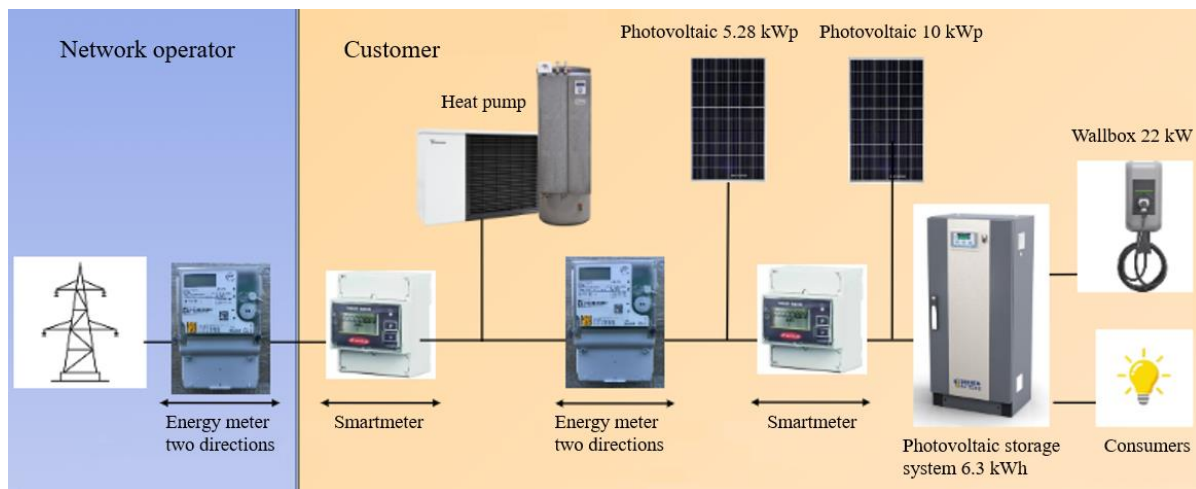 Network operator
Customer
Photovoltaic 5.28 kWp
Photovoltaic 10 kWp
Heat pump
Wallbox 22 kW
Energy meter
two directions
Smartmeter
Energy meter
two directions
Smartmeter
Photovoltaic storage
system 6.3 kWh
Consumers